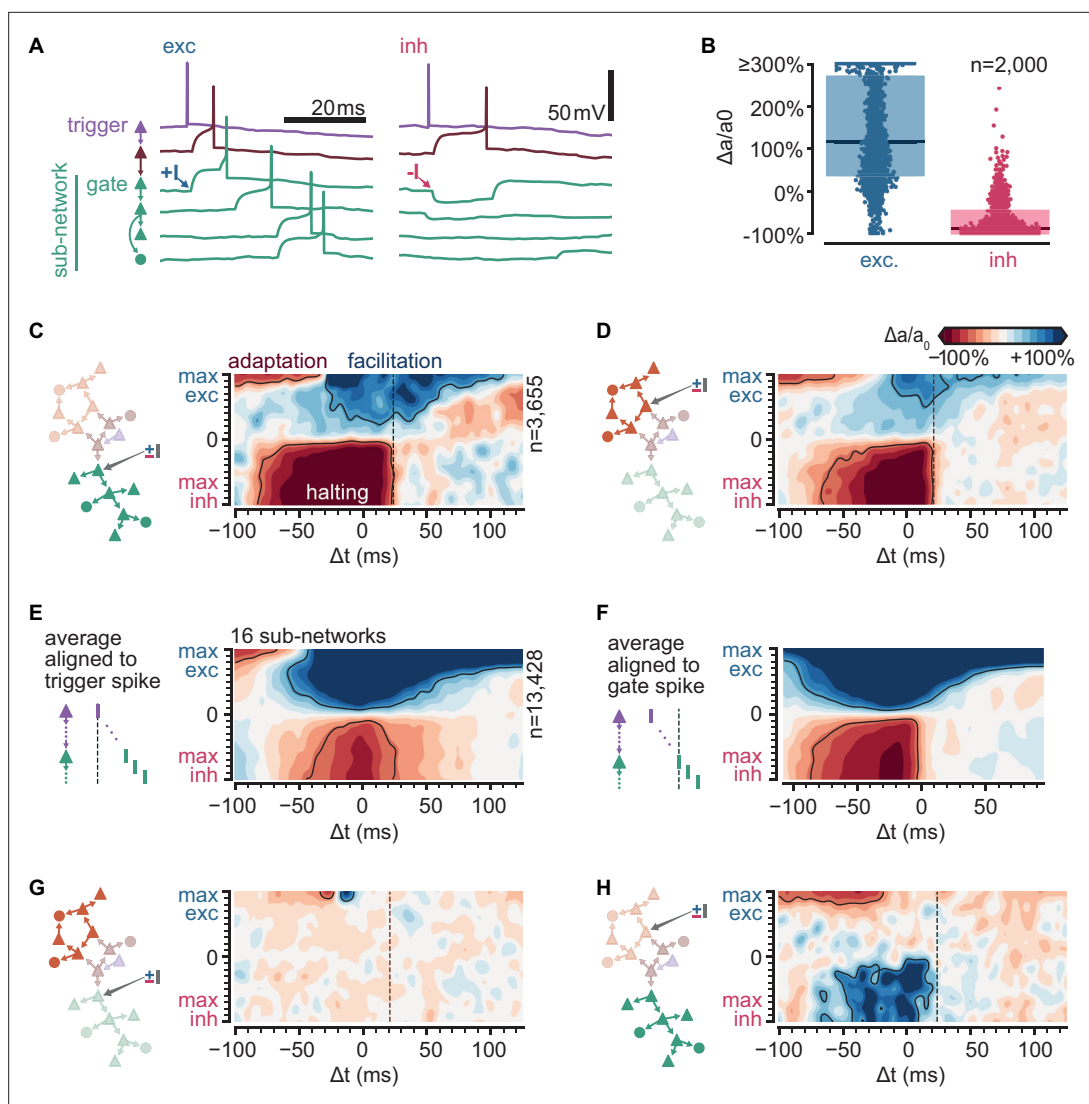 A
exc
inh
20ms
50mV
trigger
gate
sub-network
+I
-I
B
≥300%
200%
100%
0%
-100%
Δa/a0
n=2,000
exc.
inh
C
±I
adaptation
facilitation
halting
max
exc
0
max
inh
−100 −50 0 50 100
Δt (ms)
n=3,655
D
Δa/a₀
−100% +100%
±I
max
exc
0
max
inh
−100 −50 0 50 100
Δt (ms)
E
average
aligned to
trigger spike
16 sub-networks
max
exc
0
max
inh
−100 −50 0 50 100
Δt (ms)
n=13,428
F
average
aligned to
gate spike
max
exc
0
max
inh
−100 −50 0 50
Δt (ms)
G
±I
max
exc
0
max
inh
−100 −50 0 50 100
Δt (ms)
H
±I
max
exc
0
max
inh
−100 −50 0 50 100
Δt (ms)